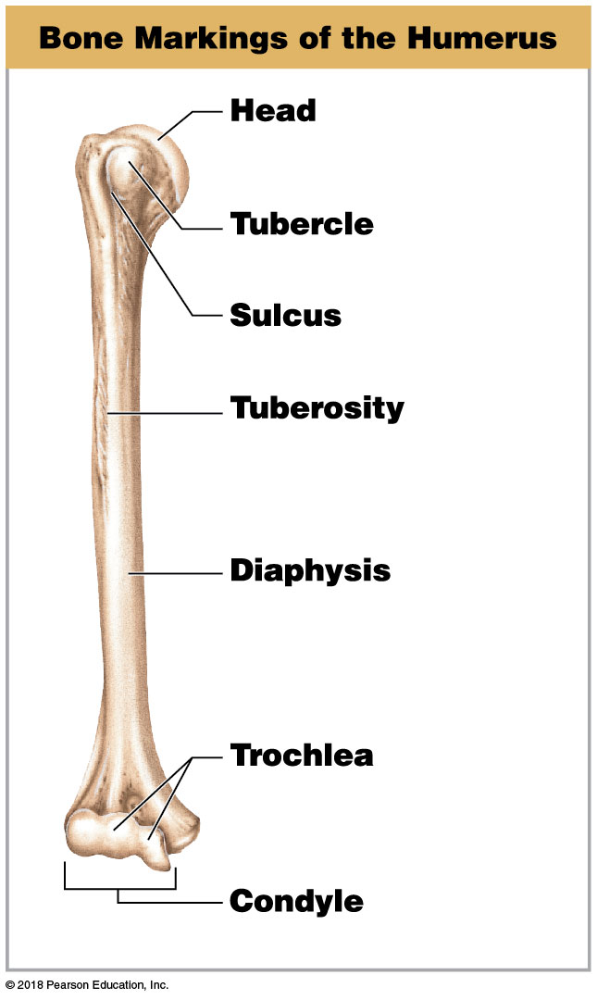 Bone Markings of the Humerus
Head
Tubercle
Sulcus
Tuberosity
Diaphysis
Trochlea
Condyle
© 2018 Pearson Education, Inc.